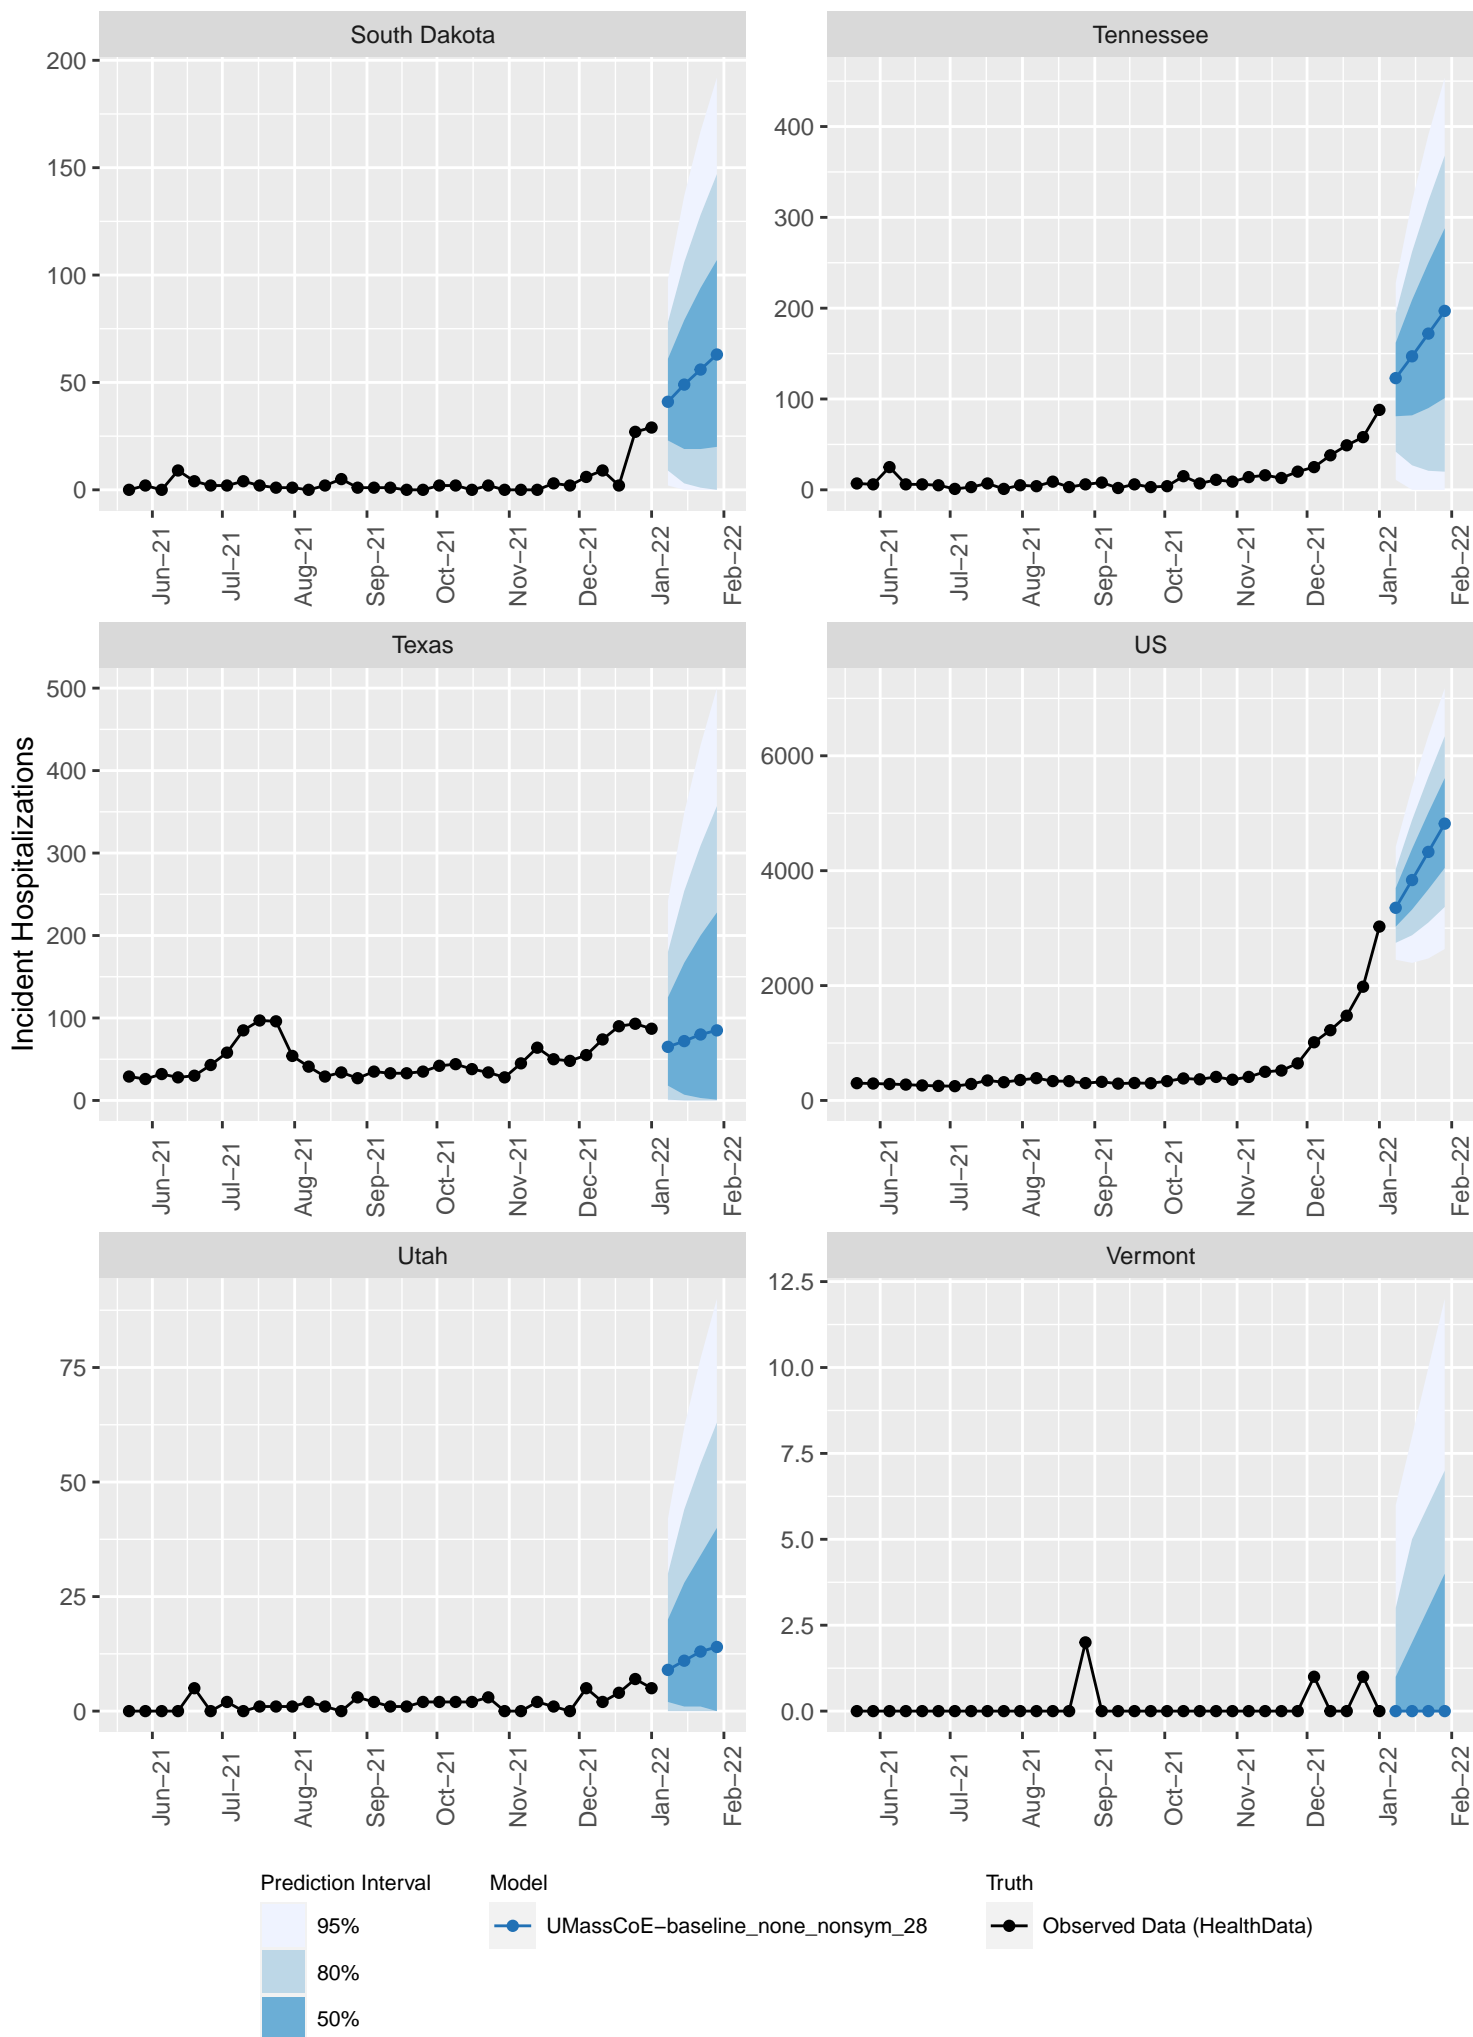 South Dakota
Tennessee
200
150
100
50
0
400
300
200
100
0
Jun−21
Jul−21
Aug−21
Sep−21
Oct−21
Nov−21
Dec−21
Jan−22
Feb−22
Jun−21
Jul−21
Aug−21
Sep−21
Oct−21
Nov−21
Dec−21
Jan−22
Feb−22
Incident Hospitalizations
Texas
US
500
400
300
200
100
0
6000
4000
2000
0
Jun−21
Jul−21
Aug−21
Sep−21
Oct−21
Nov−21
Dec−21
Jan−22
Feb−22
Jun−21
Jul−21
Aug−21
Sep−21
Oct−21
Nov−21
Dec−21
Jan−22
Feb−22
Utah
Vermont
75
50
25
0
12.5
10.0
7.5
5.0
2.5
0.0
Jun−21
Jul−21
Aug−21
Sep−21
Oct−21
Nov−21
Dec−21
Jan−22
Feb−22
Jun−21
Jul−21
Aug−21
Sep−21
Oct−21
Nov−21
Dec−21
Jan−22
Feb−22
Prediction Interval
95%
80%
50%
Model
UMassCoE−baseline_none_nonsym_28
Truth
Observed Data (HealthData)